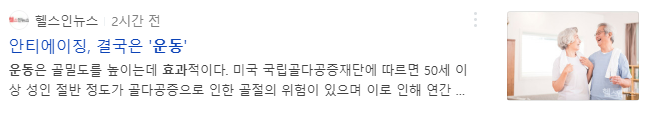 헬스인뉴스 2시간 전
안티에이징, 결국은 '운동'
운동은 골밀도를 높이는데 효과적이다. 미국 국립골다공증재단에 따르면 50세 이
상 성인 절반 정도가 골다공증으로 인한 골절의 위험이 있으며 이로 인해 연간 ...